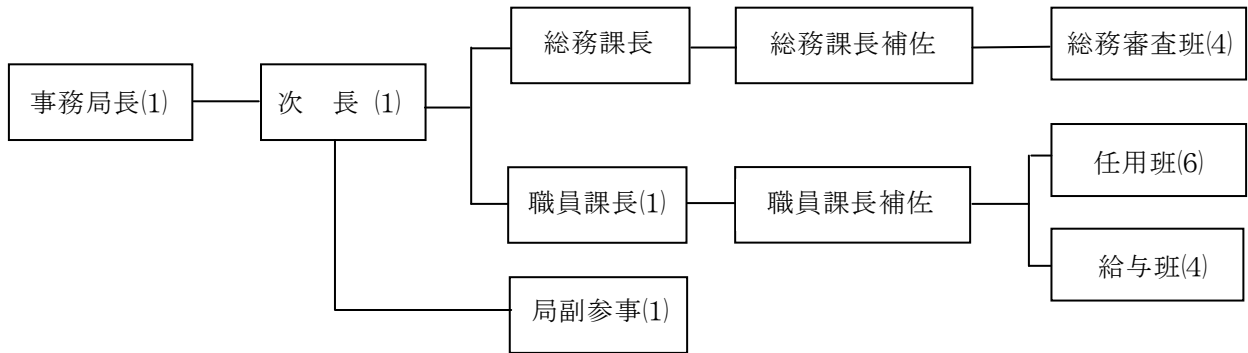 事務局長(1)
次　長 (1)
総務課長
総務課長補佐
総務審査班(4)
職員課長(1)
職員課長補佐
任用班(6)
給与班(4)
局副参事(1)